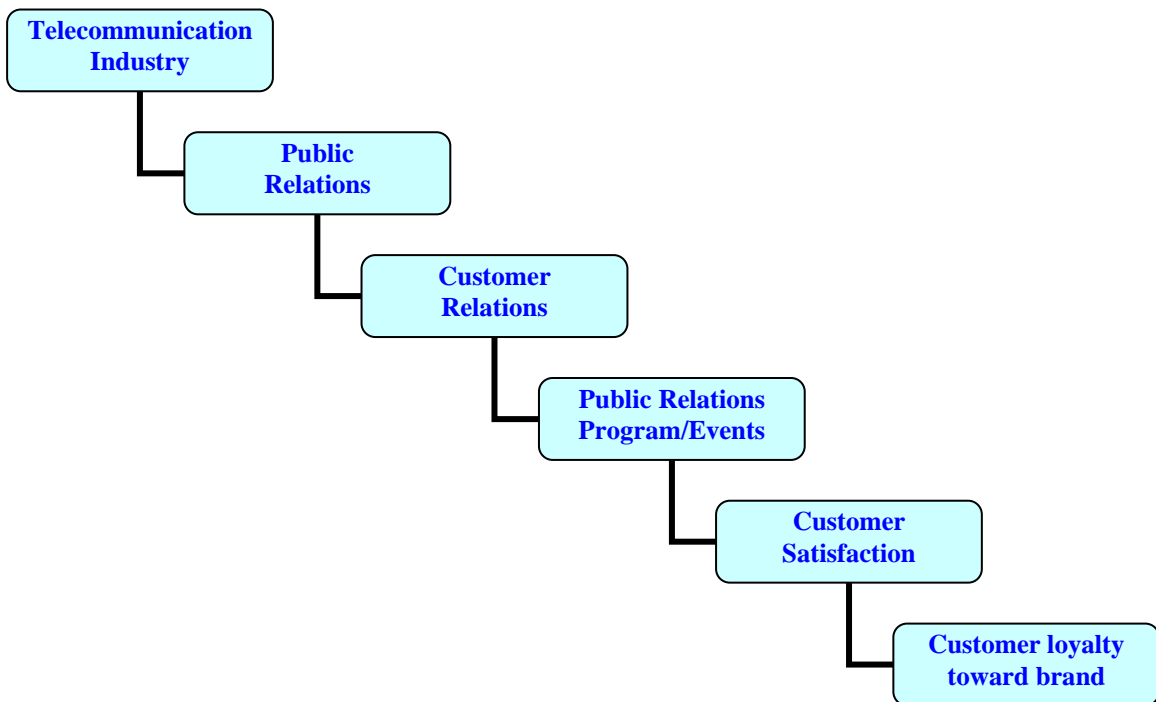 Telecommunication
Industry
Public
Relations
Customer
Relations
Public Relations
Program/Events
Customer
Satisfaction
Customer loyalty
toward brand